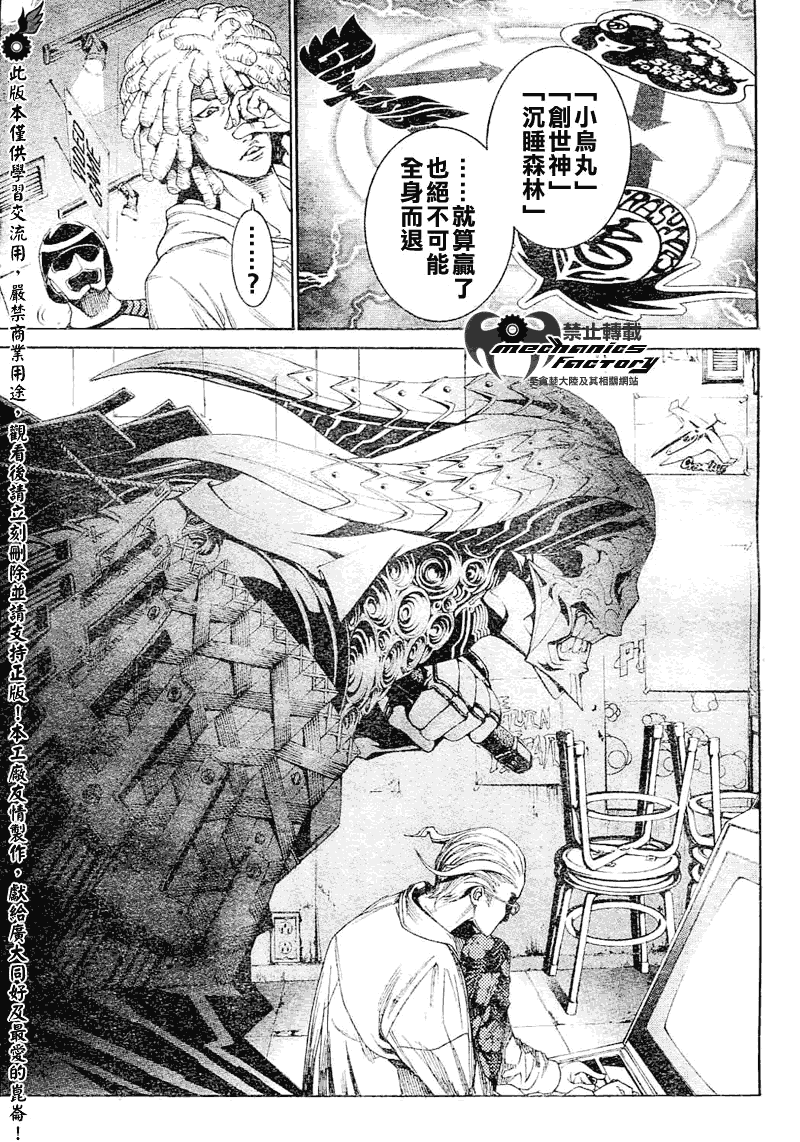 「小烏丸」
「創世神」
「沉睡森林」
……就算贏了
也絕不可能
全身而退
……？
SLEEPING
FOREST
VIDEO
GAME
禁止轉載
mechanics
Factory
此版本僅供學習交流用，嚴禁商業用途，觀看後請立刻刪除並請支持正版！本工廠友情製作，獻給廣大同好及最愛的崑崙！